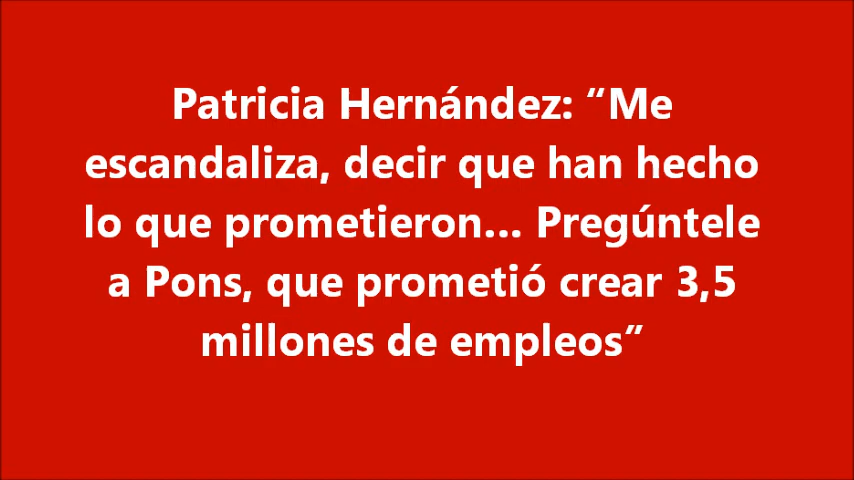 Patricia Hernández: “Me
escandaliza, decir que han hecho
lo que prometieron... Pregúntele
a Pons, que prometió crear 3,5
millones de empleos”